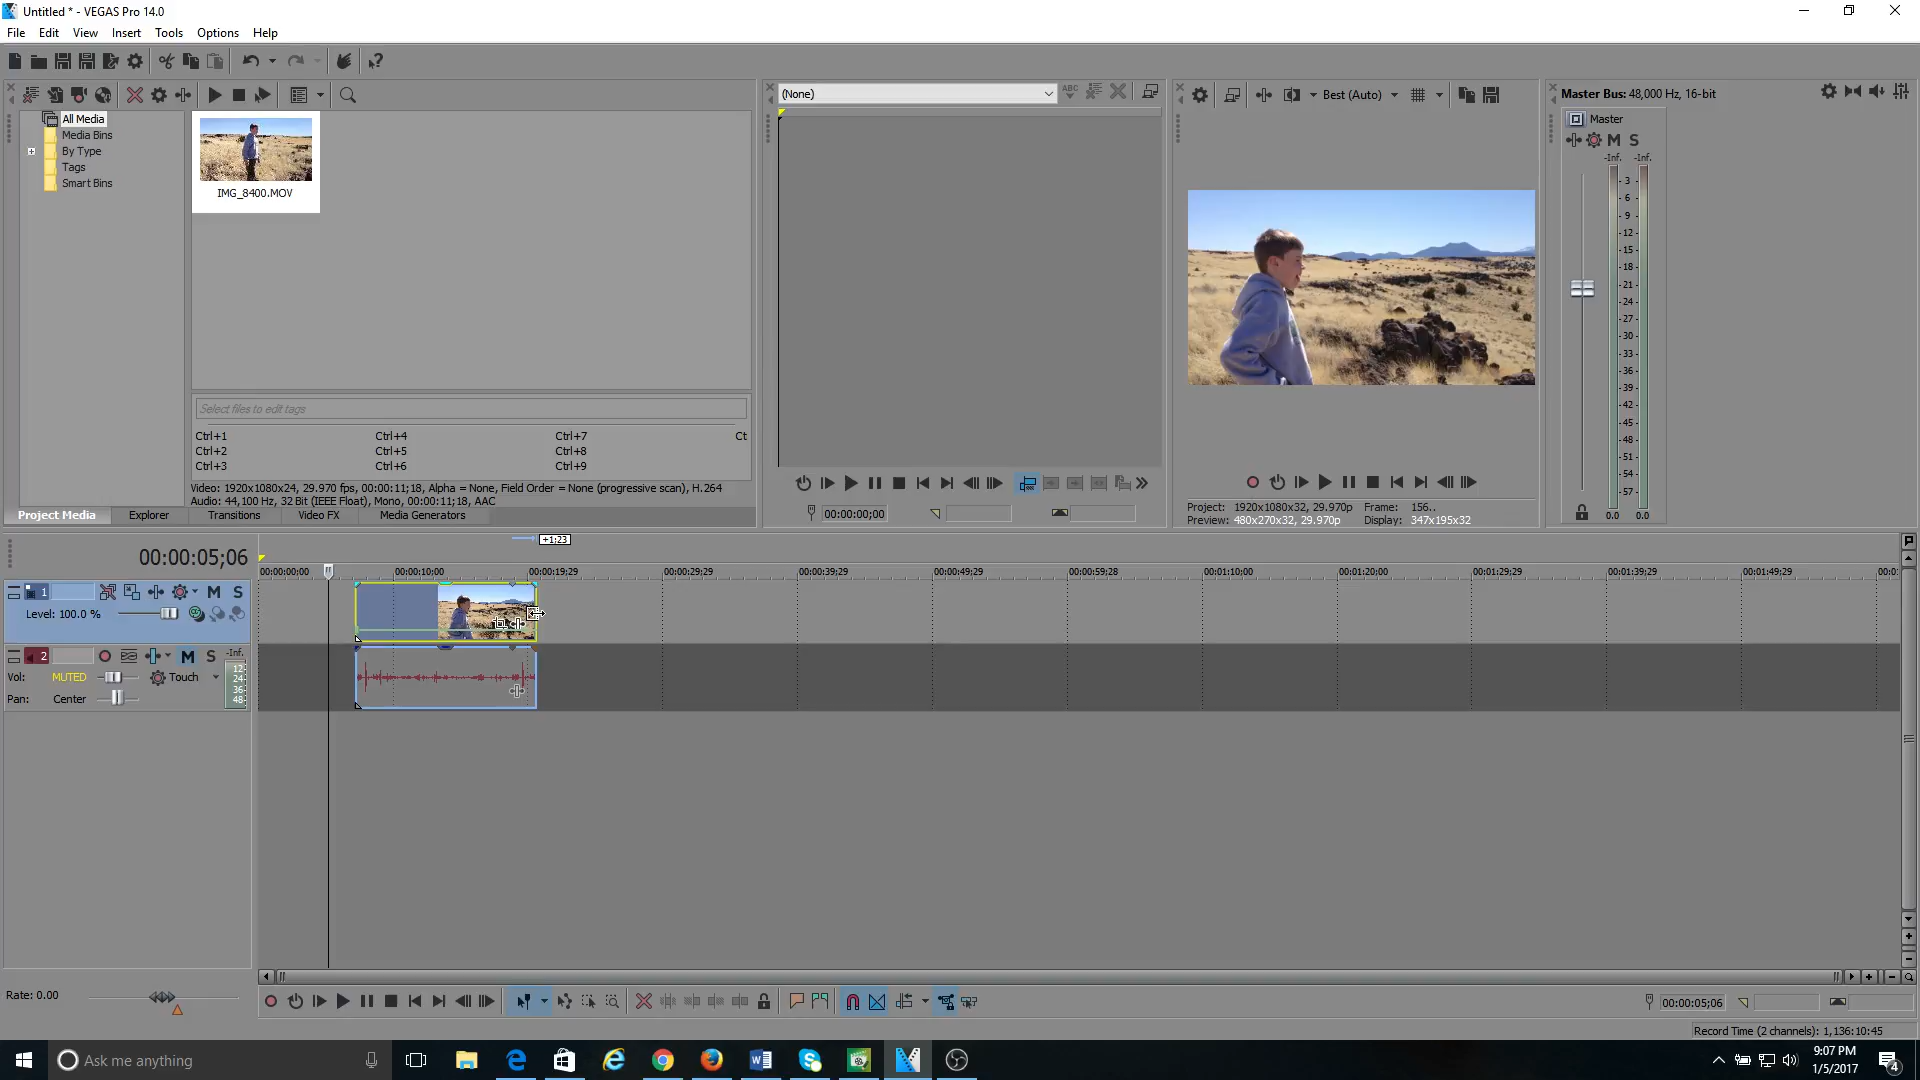 Untitled * - VEGAS Pro 14.0
File Edit View Insert Tools Options Help
All Media
Media Bins
By Type
Tags
Smart Bins
IMG_8400.MOV
Select files to edit tags
Ctrl+1 Ctrl+4 Ctrl+7 Ct
Ctrl+2 Ctrl+5 Ctrl+8
Ctrl+3 Ctrl+6 Ctrl+9
Video: 1920x1080x24, 29.970 fps, 00:00:11;18, Alpha = None, Field Order = None (progressive scan), H.264
Audio: 44,100 Hz, 32 Bit (IEEE Float), Mono, 00:00:11;18, AAC
Project Media Explorer Transitions Video FX Media Generators
(None)
00:00:00;00
Best (Auto)
Project: 1920x1080x32, 29.970p Frame: 156..
Preview: 480x270x32, 29.970p Display: 347x195x32
Master Bus: 48,000 Hz, 16-bit
Master
M S
-Inf. -Inf.
- 3 -
- 6 -
- 9 -
- 12 -
- 15 -
- 18 -
- 21 -
- 24 -
- 27 -
- 30 -
- 33 -
- 36 -
- 39 -
- 42 -
- 45 -
- 48 -
- 51 -
- 54 -
- 57 -
0.0 0.0
00:00:05;06
+1;23
00:00:00;00 00:00:10;00 00:00:19;29 00:00:29;29 00:00:39;29 00:00:49;29 00:00:59;28 00:01:10;00 00:01:20;00 00:01:29;29 00:01:39;29 00:01:49;29 00:0
1 M S
Level: 100.0 %
2 M S -Inf.
Vol: MUTED Touch
Pan: Center
12
24
36
48
Rate: 0.00
00:00:05;06
Record Time (2 channels): 1,136:10:45
Ask me anything
9:07 PM
1/5/2017
4